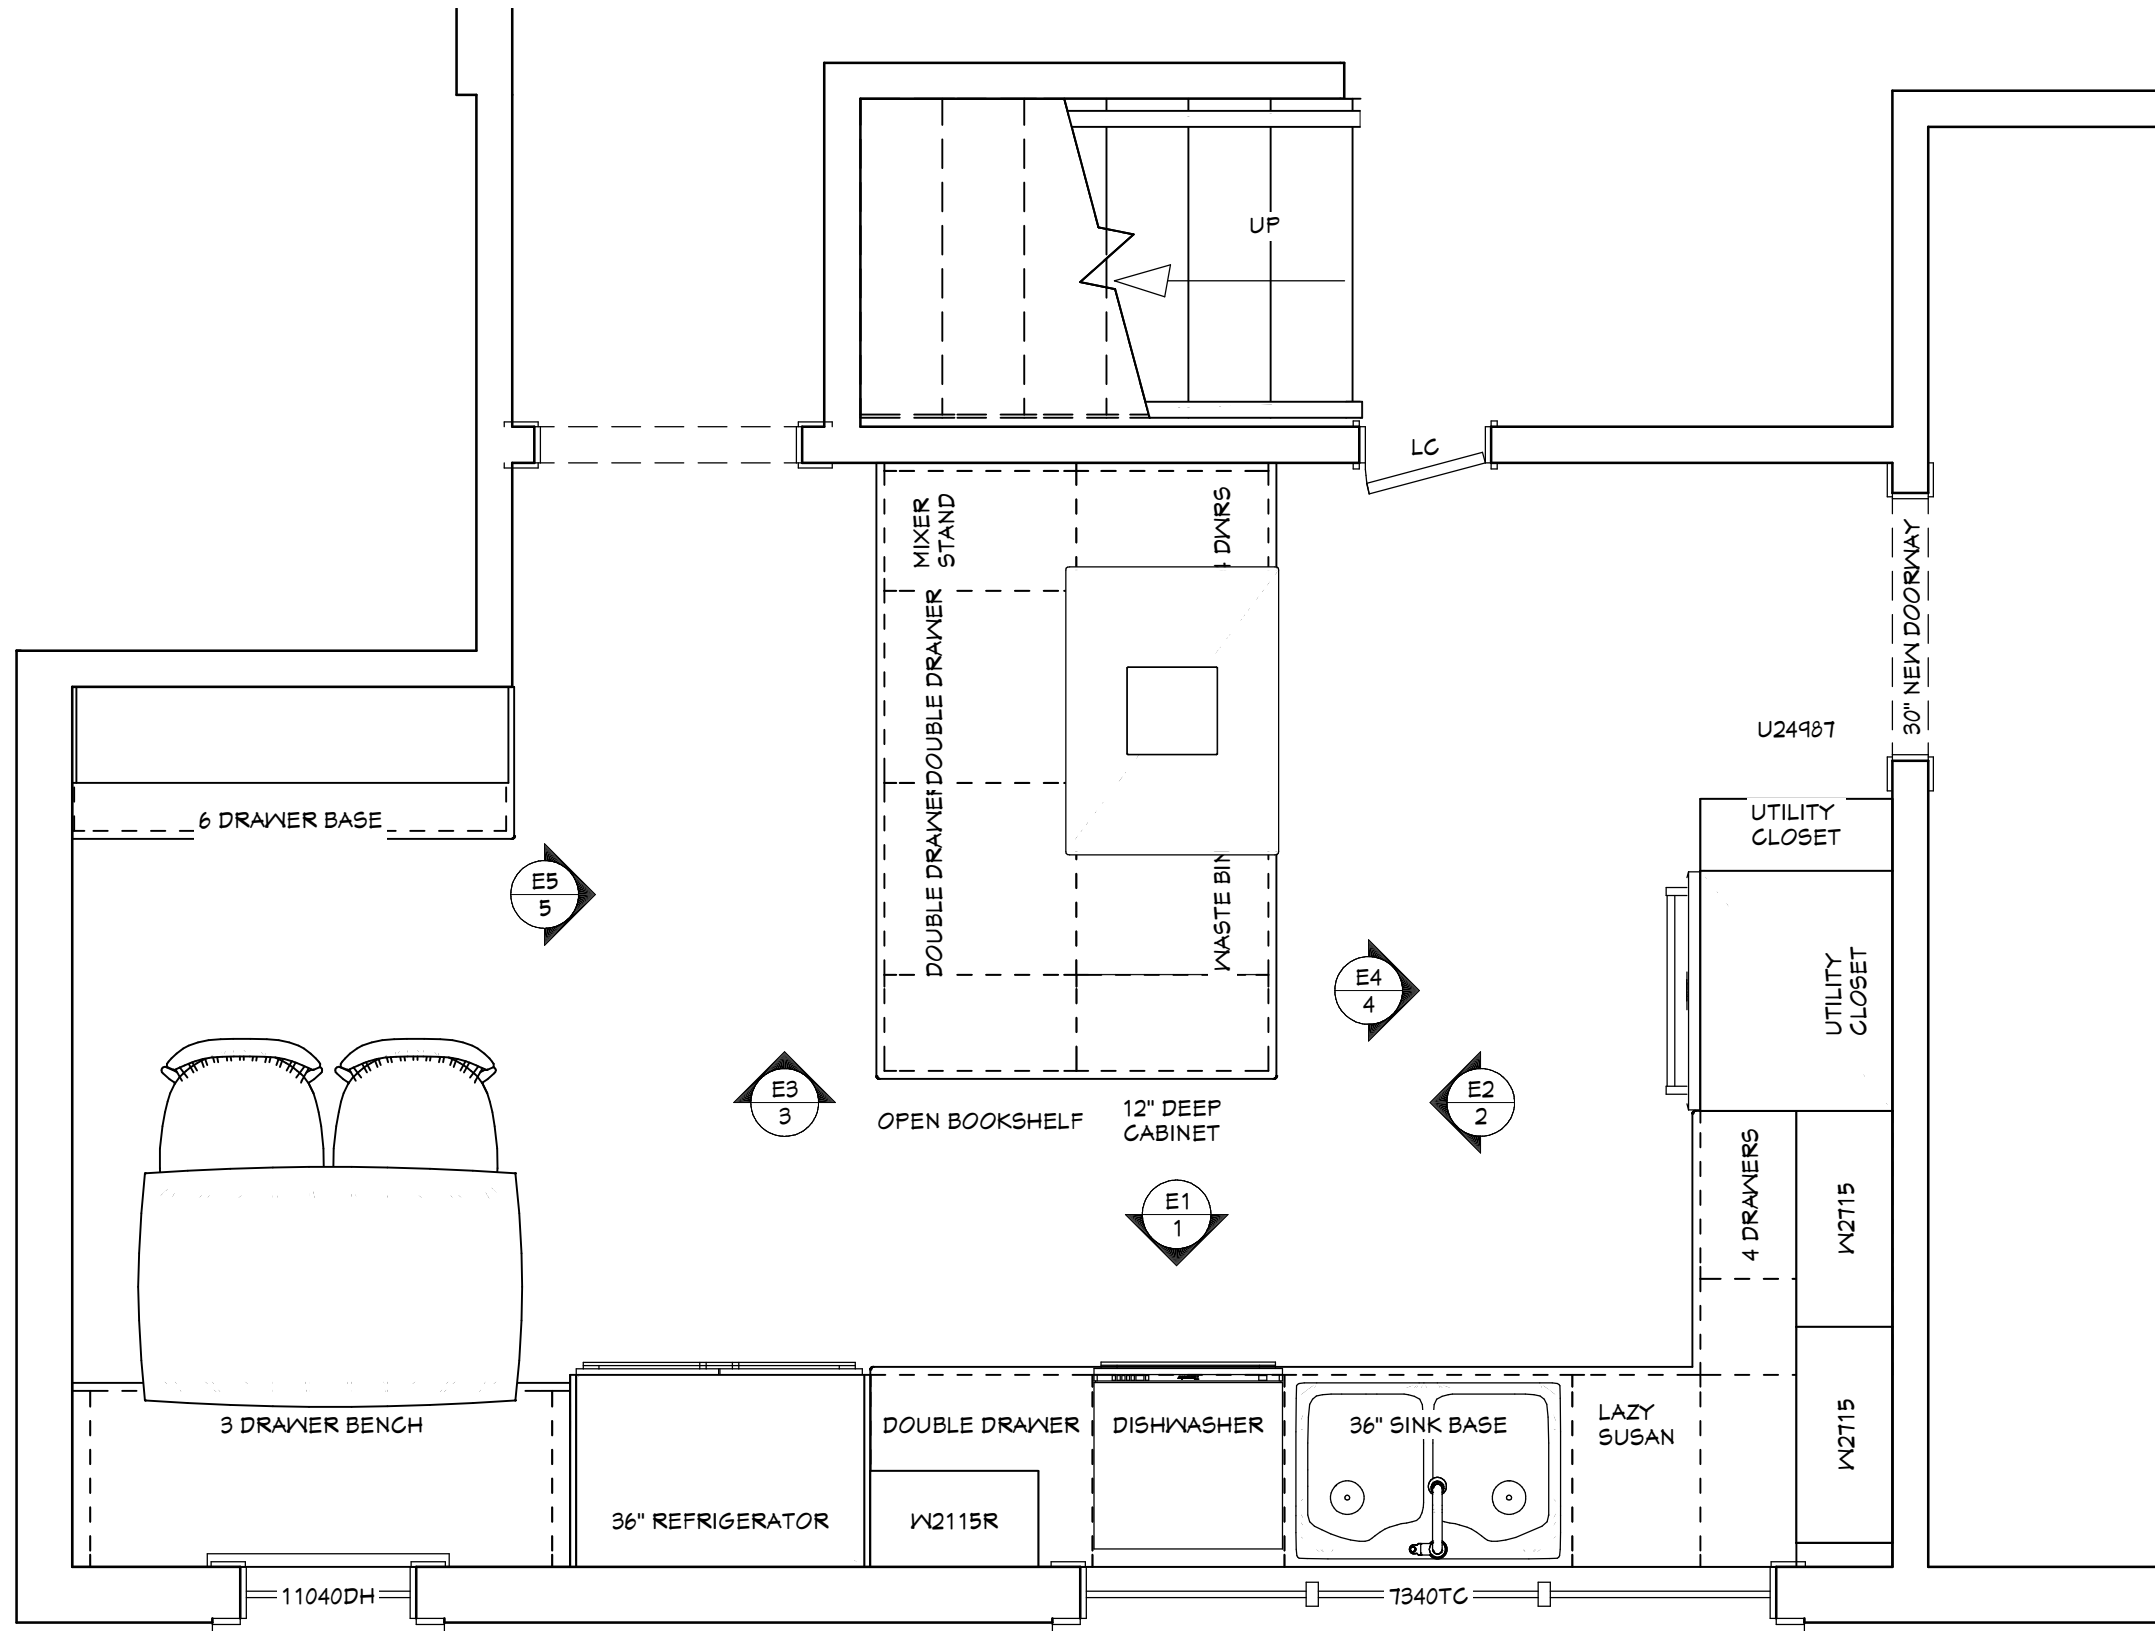 UP
LC
MIXER
STAND
DWRS
30" NEW DOORWAY
DOUBLE DRAWER
U24987
UTILITY
CLOSET
6 DRAWER BASE
DOUBLE
WASTE
E5
5
UTILITY
CLOSET
E4
4
E3
3
OPEN BOOKSHELF
12" DEEP
CABINET
E2
2
E1
1
4 DRAWERS
W2715
3 DRAWER BENCH
DOUBLE DRAWER
DISHWASHER
36" SINK BASE
LAZY
SUSAN
W2715
36" REFRIGERATOR
W2115R
11040DH
7340TC